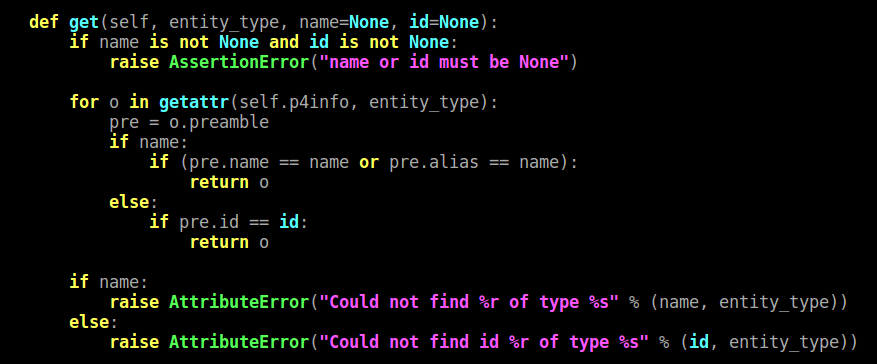 def get(self, entity_type, name=None, id=None):
    if name is not None and id is not None:
        raise AssertionError("name or id must be None")

    for o in getattr(self.p4info, entity_type):
        pre = o.preamble
        if name:
            if (pre.name == name or pre.alias == name):
                return o
        else:
            if pre.id == id:
                return o

    if name:
        raise AttributeError("Could not find %r of type %s" % (name, entity_type))
    else:
        raise AttributeError("Could not find id %r of type %s" % (id, entity_type))